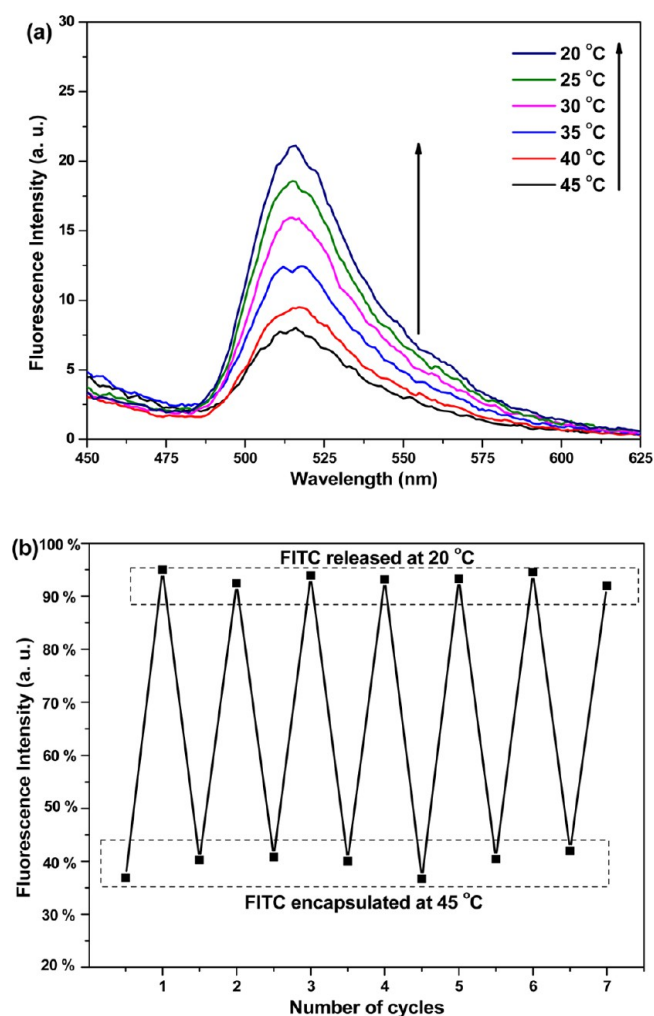 (a)
30
25
20
15
10
5
0
Fluorescence Intensity (a. u.)
20 °C
25 °C
30 °C
35 °C
40 °C
45 °C
450 475 500 525 550 575 600 625
Wavelength (nm)
(b)
100 %
90 %
80 %
70 %
60 %
50 %
40 %
30 %
20 %
Fluorescence Intensity (a. u.)
FITC released at 20 °C
FITC encapsulated at 45 °C
1 2 3 4 5 6 7
Number of cycles